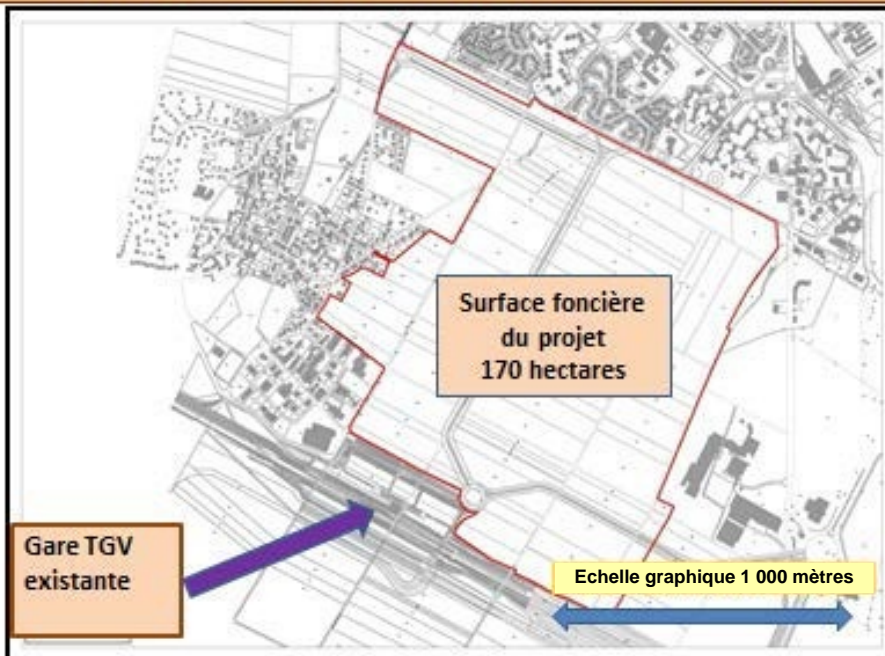 Surface foncière
du projet
170 hectares
Gare TGV
existante
Echelle graphique 1 000 mètres